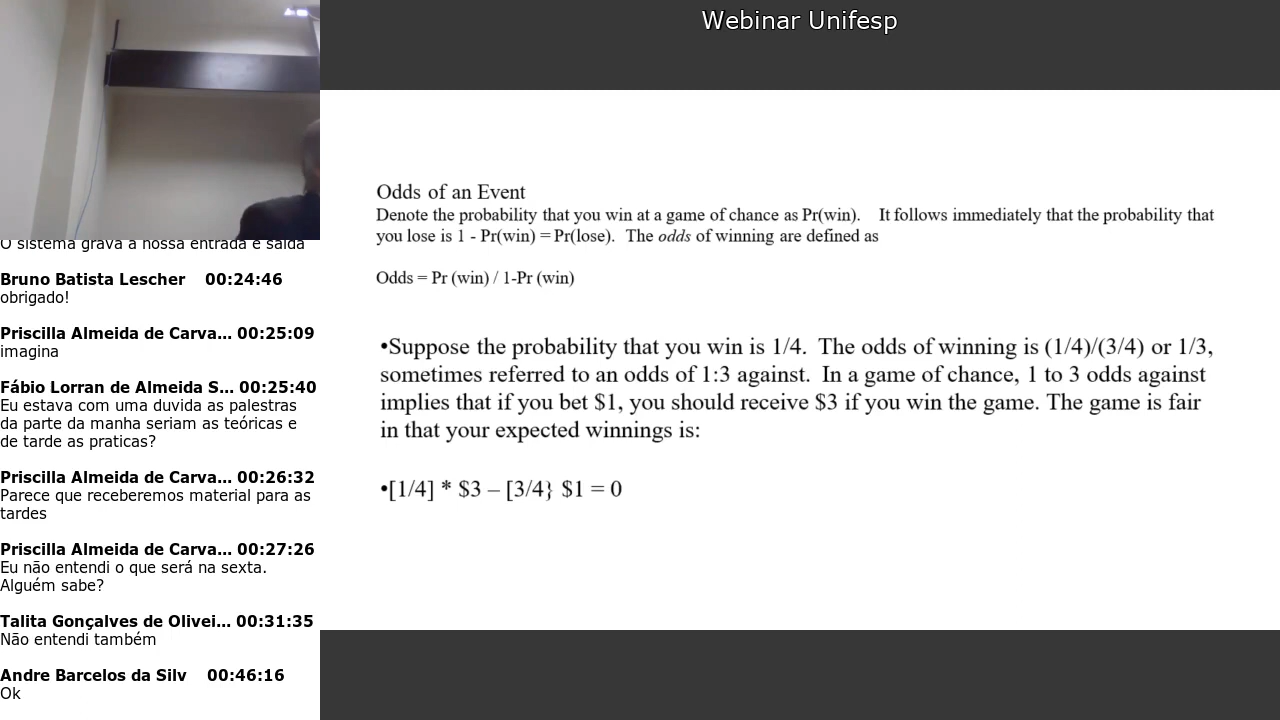 Webinar Unifesp
O sistema grava a nossa entrada e saída
Bruno Batista Lescher 00:24:46
obrigado!
Priscilla Almeida de Carva... 00:25:09
imagina
Fábio Lorran de Almeida S... 00:25:40
Eu estava com uma duvida as palestras
da parte da manha seriam as teóricas e
de tarde as praticas?
Priscilla Almeida de Carva... 00:26:32
Parece que receberemos material para as
tardes
Priscilla Almeida de Carva... 00:27:26
Eu não entendi o que será na sexta.
Alguém sabe?
Talita Gonçalves de Olivei... 00:31:35
Não entendi também
Andre Barcelos da Silv 00:46:16
Ok
Odds of an Event
Denote the probability that you win at a game of chance as Pr(win). It follows immediately that the probability that
you lose is 1 - Pr(win) = Pr(lose). The odds of winning are defined as
Odds = Pr (win) / 1-Pr (win)
•Suppose the probability that you win is 1/4. The odds of winning is (1/4)/(3/4) or 1/3,
sometimes referred to an odds of 1:3 against. In a game of chance, 1 to 3 odds against
implies that if you bet $1, you should receive $3 if you win the game. The game is fair
in that your expected winnings is:
•[1/4] * $3 – [3/4} $1 = 0